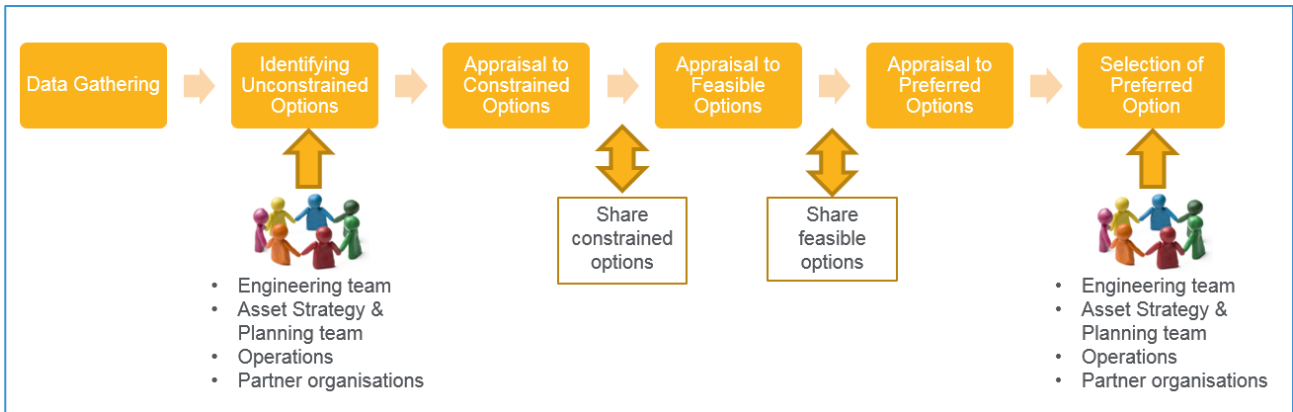 Data Gathering
Identifying
Unconstrained
Options
Appraisal to
Constrained
Options
Appraisal to
Feasible
Options
Appraisal to
Preferred
Options
Selection of
Preferred
Option
Share
constrained
options
Share
feasible
options
• Engineering team
• Asset Strategy &
Planning team
• Operations
• Partner organisations
• Engineering team
• Asset Strategy &
Planning team
• Operations
• Partner organisations